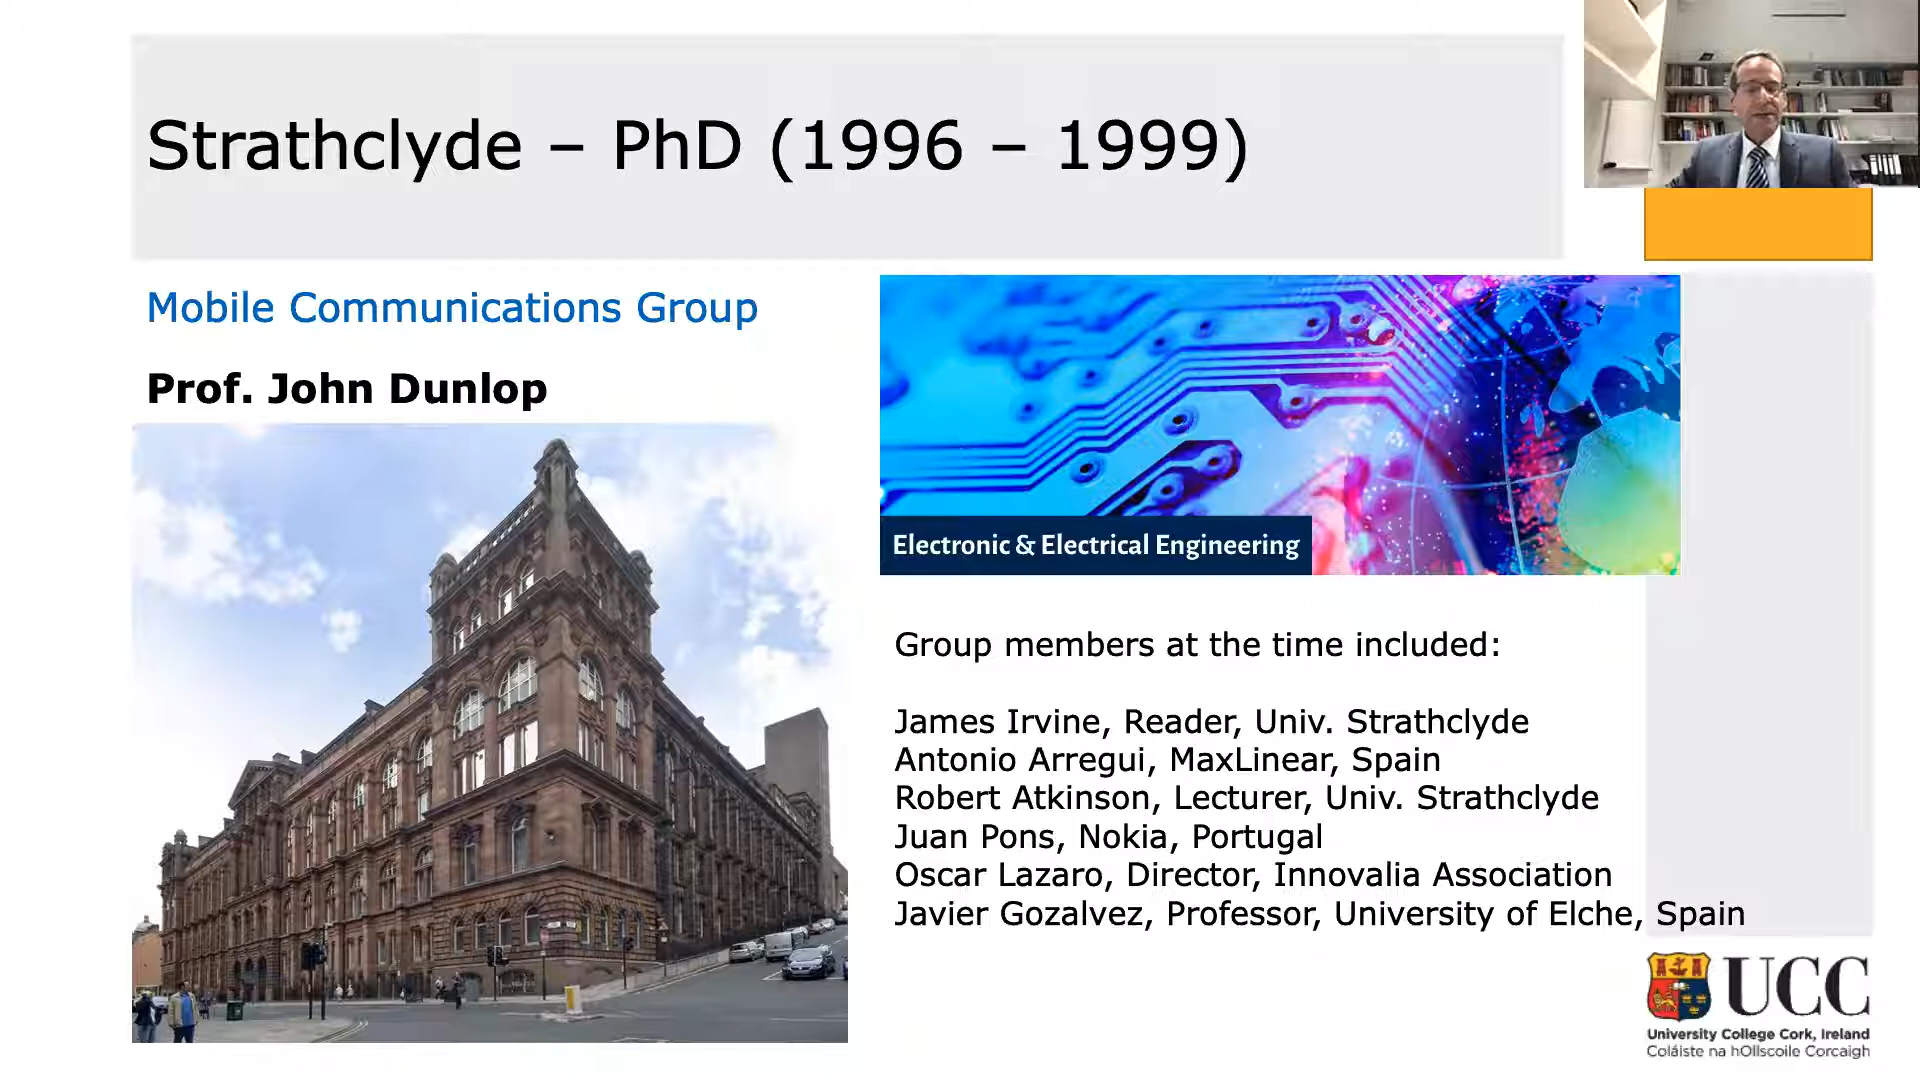 Strathclyde – PhD (1996 – 1999)
Mobile Communications Group
Prof. John Dunlop
Electronic & Electrical Engineering
Group members at the time included:
James Irvine, Reader, Univ. Strathclyde
Antonio Arregui, MaxLinear, Spain
Robert Atkinson, Lecturer, Univ. Strathclyde
Juan Pons, Nokia, Portugal
Oscar Lazaro, Director, Innovalia Association
Javier Gozalvez, Professor, University of Elche, Spain
UCC
University College Cork, Ireland
Coláiste na hOllscoile Corcaigh